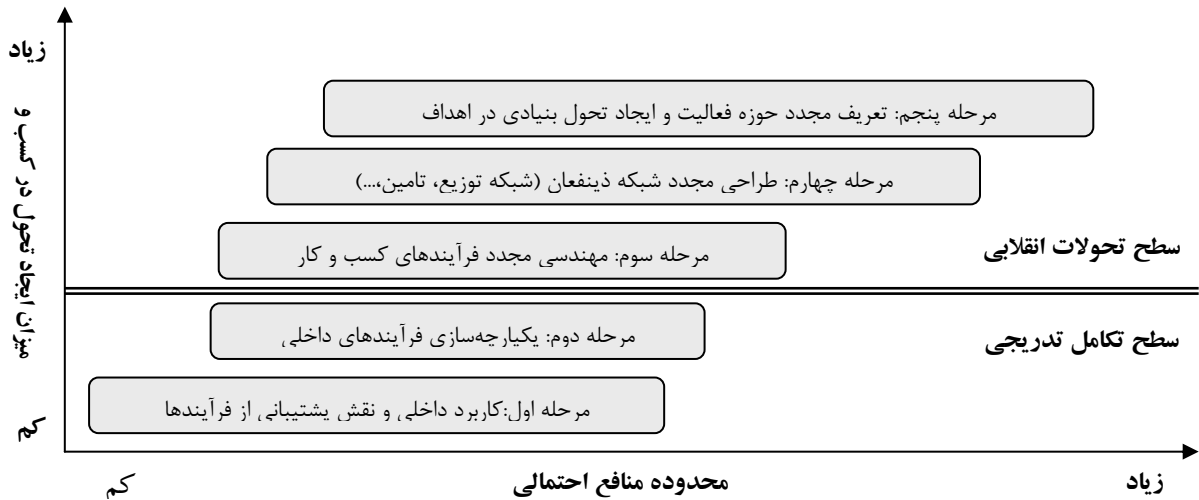 زیاد
میزان ایجاد تحول در کسب و
کم
مرحله پنجم: تعریف مجدد حوزه فعالیت و ایجاد تحول بنیادی در اهداف
مرحله چهارم: طراحی مجدد شبکه ذینفعان (شبکه توزیع، تامین،...)
مرحله سوم: مهندسی مجدد فرآیندهای کسب و کار
سطح تحولات انقلابی
مرحله دوم: یکپارچه‌سازی فرآیندهای داخلی
سطح تکامل تدریجی
مرحله اول:کاربرد داخلی و نقش پشتیبانی از فرآیندها
کم
محدوده منافع احتمالی
زیاد